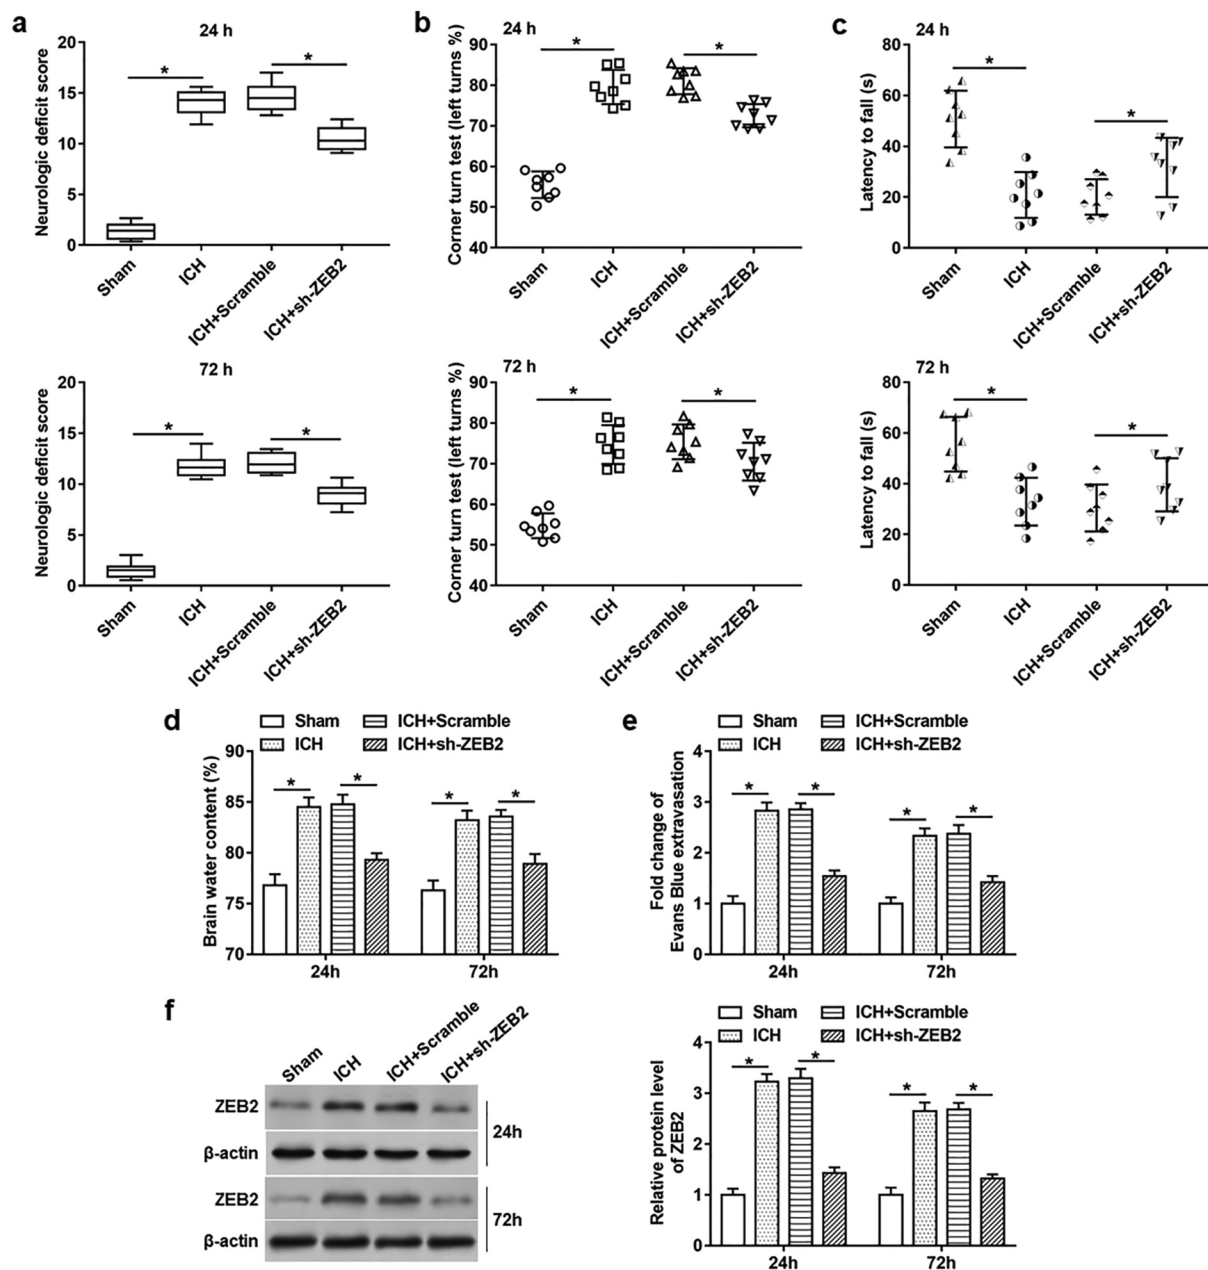 a
24 h
Neurologic deficit score
20
15
10
5
0
*
*
Sham
ICH
ICH+Scramble
ICH+sh-ZEB2
b
24 h
Corner turn test (left turns %)
90
80
70
60
50
40
*
*
Sham
ICH
ICH+Scramble
ICH+sh-ZEB2
c
24 h
Latency to fall (s)
80
60
40
20
0
*
*
Sham
ICH
ICH+Scramble
ICH+sh-ZEB2
72 h
Neurologic deficit score
20
15
10
5
0
*
*
Sham
ICH
ICH+Scramble
ICH+sh-ZEB2
72 h
Corner turn test (left turns %)
90
80
70
60
50
40
*
*
Sham
ICH
ICH+Scramble
ICH+sh-ZEB2
72 h
Latency to fall (s)
80
60
40
20
0
*
*
Sham
ICH
ICH+Scramble
ICH+sh-ZEB2
d
Sham
ICH+Scramble
ICH
ICH+sh-ZEB2
Brain water content (%)
90
85
80
75
70
*
*
*
*
24h
72h
e
Sham
ICH+Scramble
ICH
ICH+sh-ZEB2
Fold change of
Evans Blue extravasation
4
3
2
1
0
*
*
*
*
24h
72h
f
Sham
ICH
ICH+Scramble
ICH+sh-ZEB2
ZEB2
β-actin
24h
ZEB2
β-actin
72h
Sham
ICH+Scramble
ICH
ICH+sh-ZEB2
Relative protein level
of ZEB2
4
3
2
1
0
*
*
*
*
24h
72h